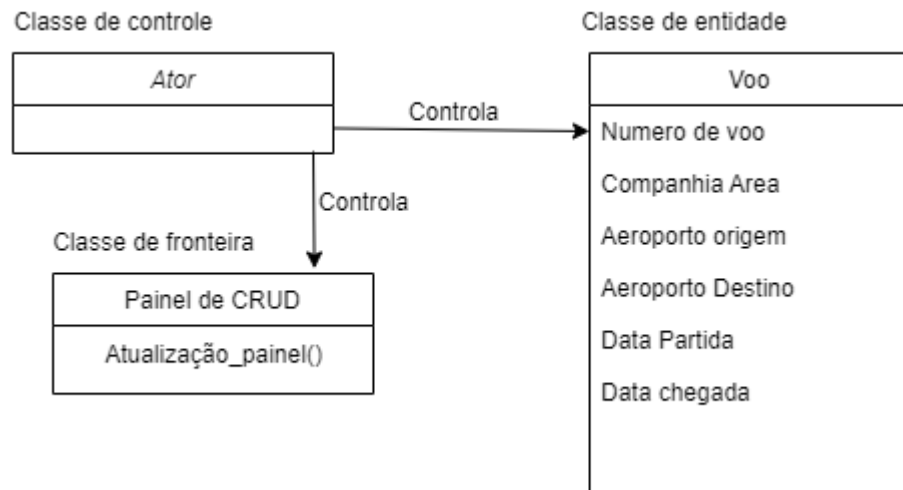 Classe de controle
Ator
Controla
Controla
Classe de fronteira
Painel de CRUD
Atualização_painel()
Classe de entidade
Voo
Numero de voo
Companhia Area
Aeroporto origem
Aeroporto Destino
Data Partida
Data chegada